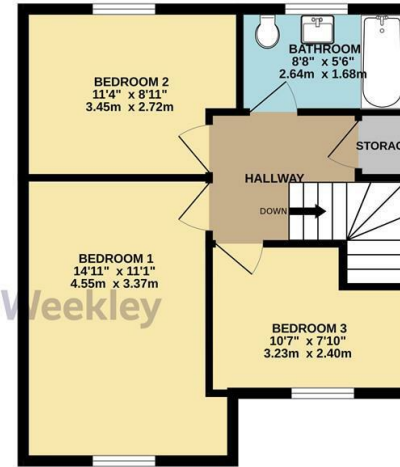 BATHROOM
8'8" x 5'6"
2.64m x 1.68m
BEDROOM 2
11'4" x 8'11"
3.45m x 2.72m
STORAG
HALLWAY
DOWN
BEDROOM 1
14'11" x 11'1"
4.55m x 3.37m
Weekley
BEDROOM 3
10'7" x 7'10"
3.23m x 2.40m